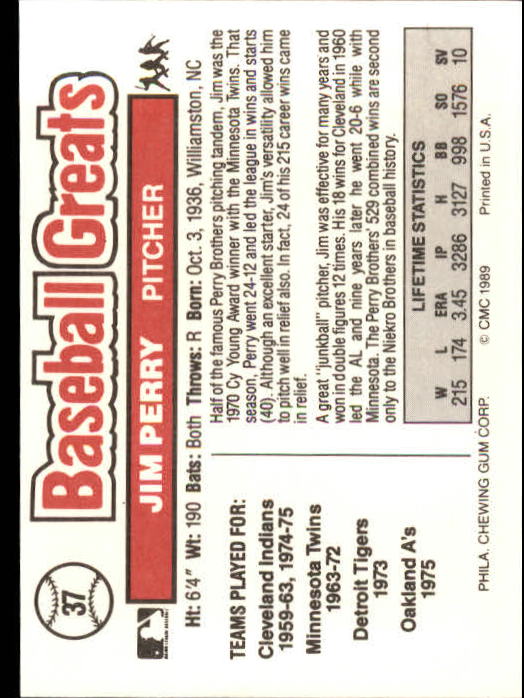 37
Baseball Greats
JIM PERRY PITCHER
Ht: 6'4" Wt: 190 Bats: Both Throws: R Born: Oct. 3, 1936, Williamston, NC
TEAMS PLAYED FOR:
Cleveland Indians
1959-63, 1974-75
Minnesota Twins
1963-72
Detroit Tigers
1973
Oakland A's
1975
Half of the famous Perry Brothers pitching tandem, Jim was the
1970 Cy Young Award winner with the Minnesota Twins. That
season, Perry went 24-12 and led the league in wins and starts
(40). Although an excellent starter, Jim's versatility allowed him
to pitch well in relief also. In fact, 24 of his 215 career wins came
in relief.
A great "junkball" pitcher, Jim was effective for many years and
won in double figures 12 times. His 18 wins for Cleveland in 1960
led the AL and nine years later he went 20-6 while with
Minnesota. The Perry Brothers' 529 combined wins are second
only to the Niekro Brothers in baseball history.
LIFETIME STATISTICS
W L ERA IP H BB SO SV
215 174 3.45 3286 3127 998 1576 10
PHILA. CHEWING GUM CORP. © CMC 1989 Printed in U.S.A.